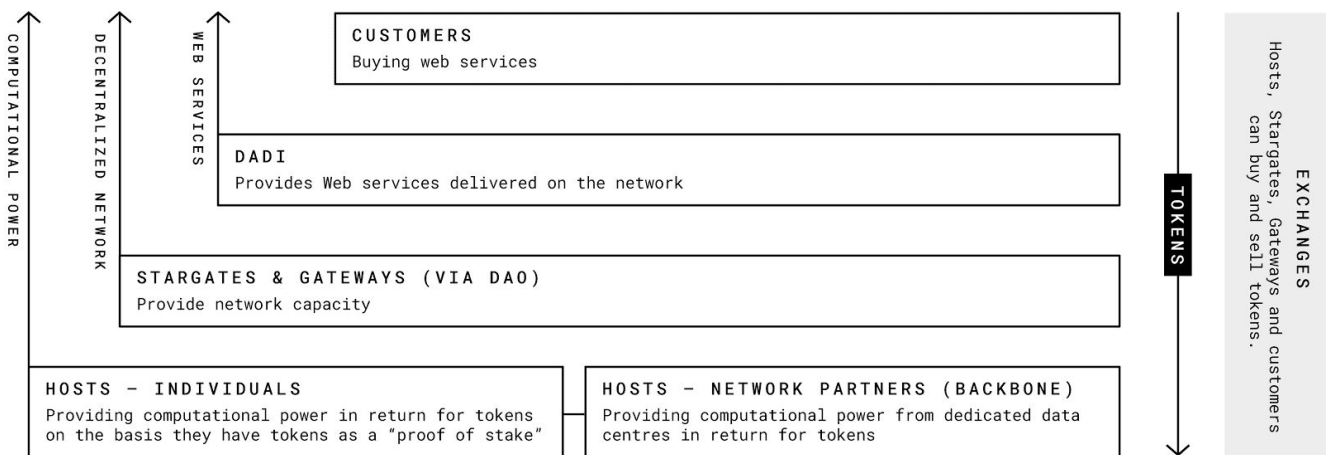 COMPUTATIONAL POWER
DECENTRALIZED NETWORK
WEB SERVICES
CUSTOMERS
Buying web services
DADI
Provides Web services delivered on the network
STARGATES & GATEWAYS (VIA DAO)
Provide network capacity
HOSTS – INDIVIDUALS
Providing computational power in return for tokens
on the basis they have tokens as a “proof of stake”
HOSTS – NETWORK PARTNERS (BACKBONE)
Providing computational power from dedicated data
centres in return for tokens
TOKENS
EXCHANGES
Hosts, Stargates, Gateways and customers
can buy and sell tokens.